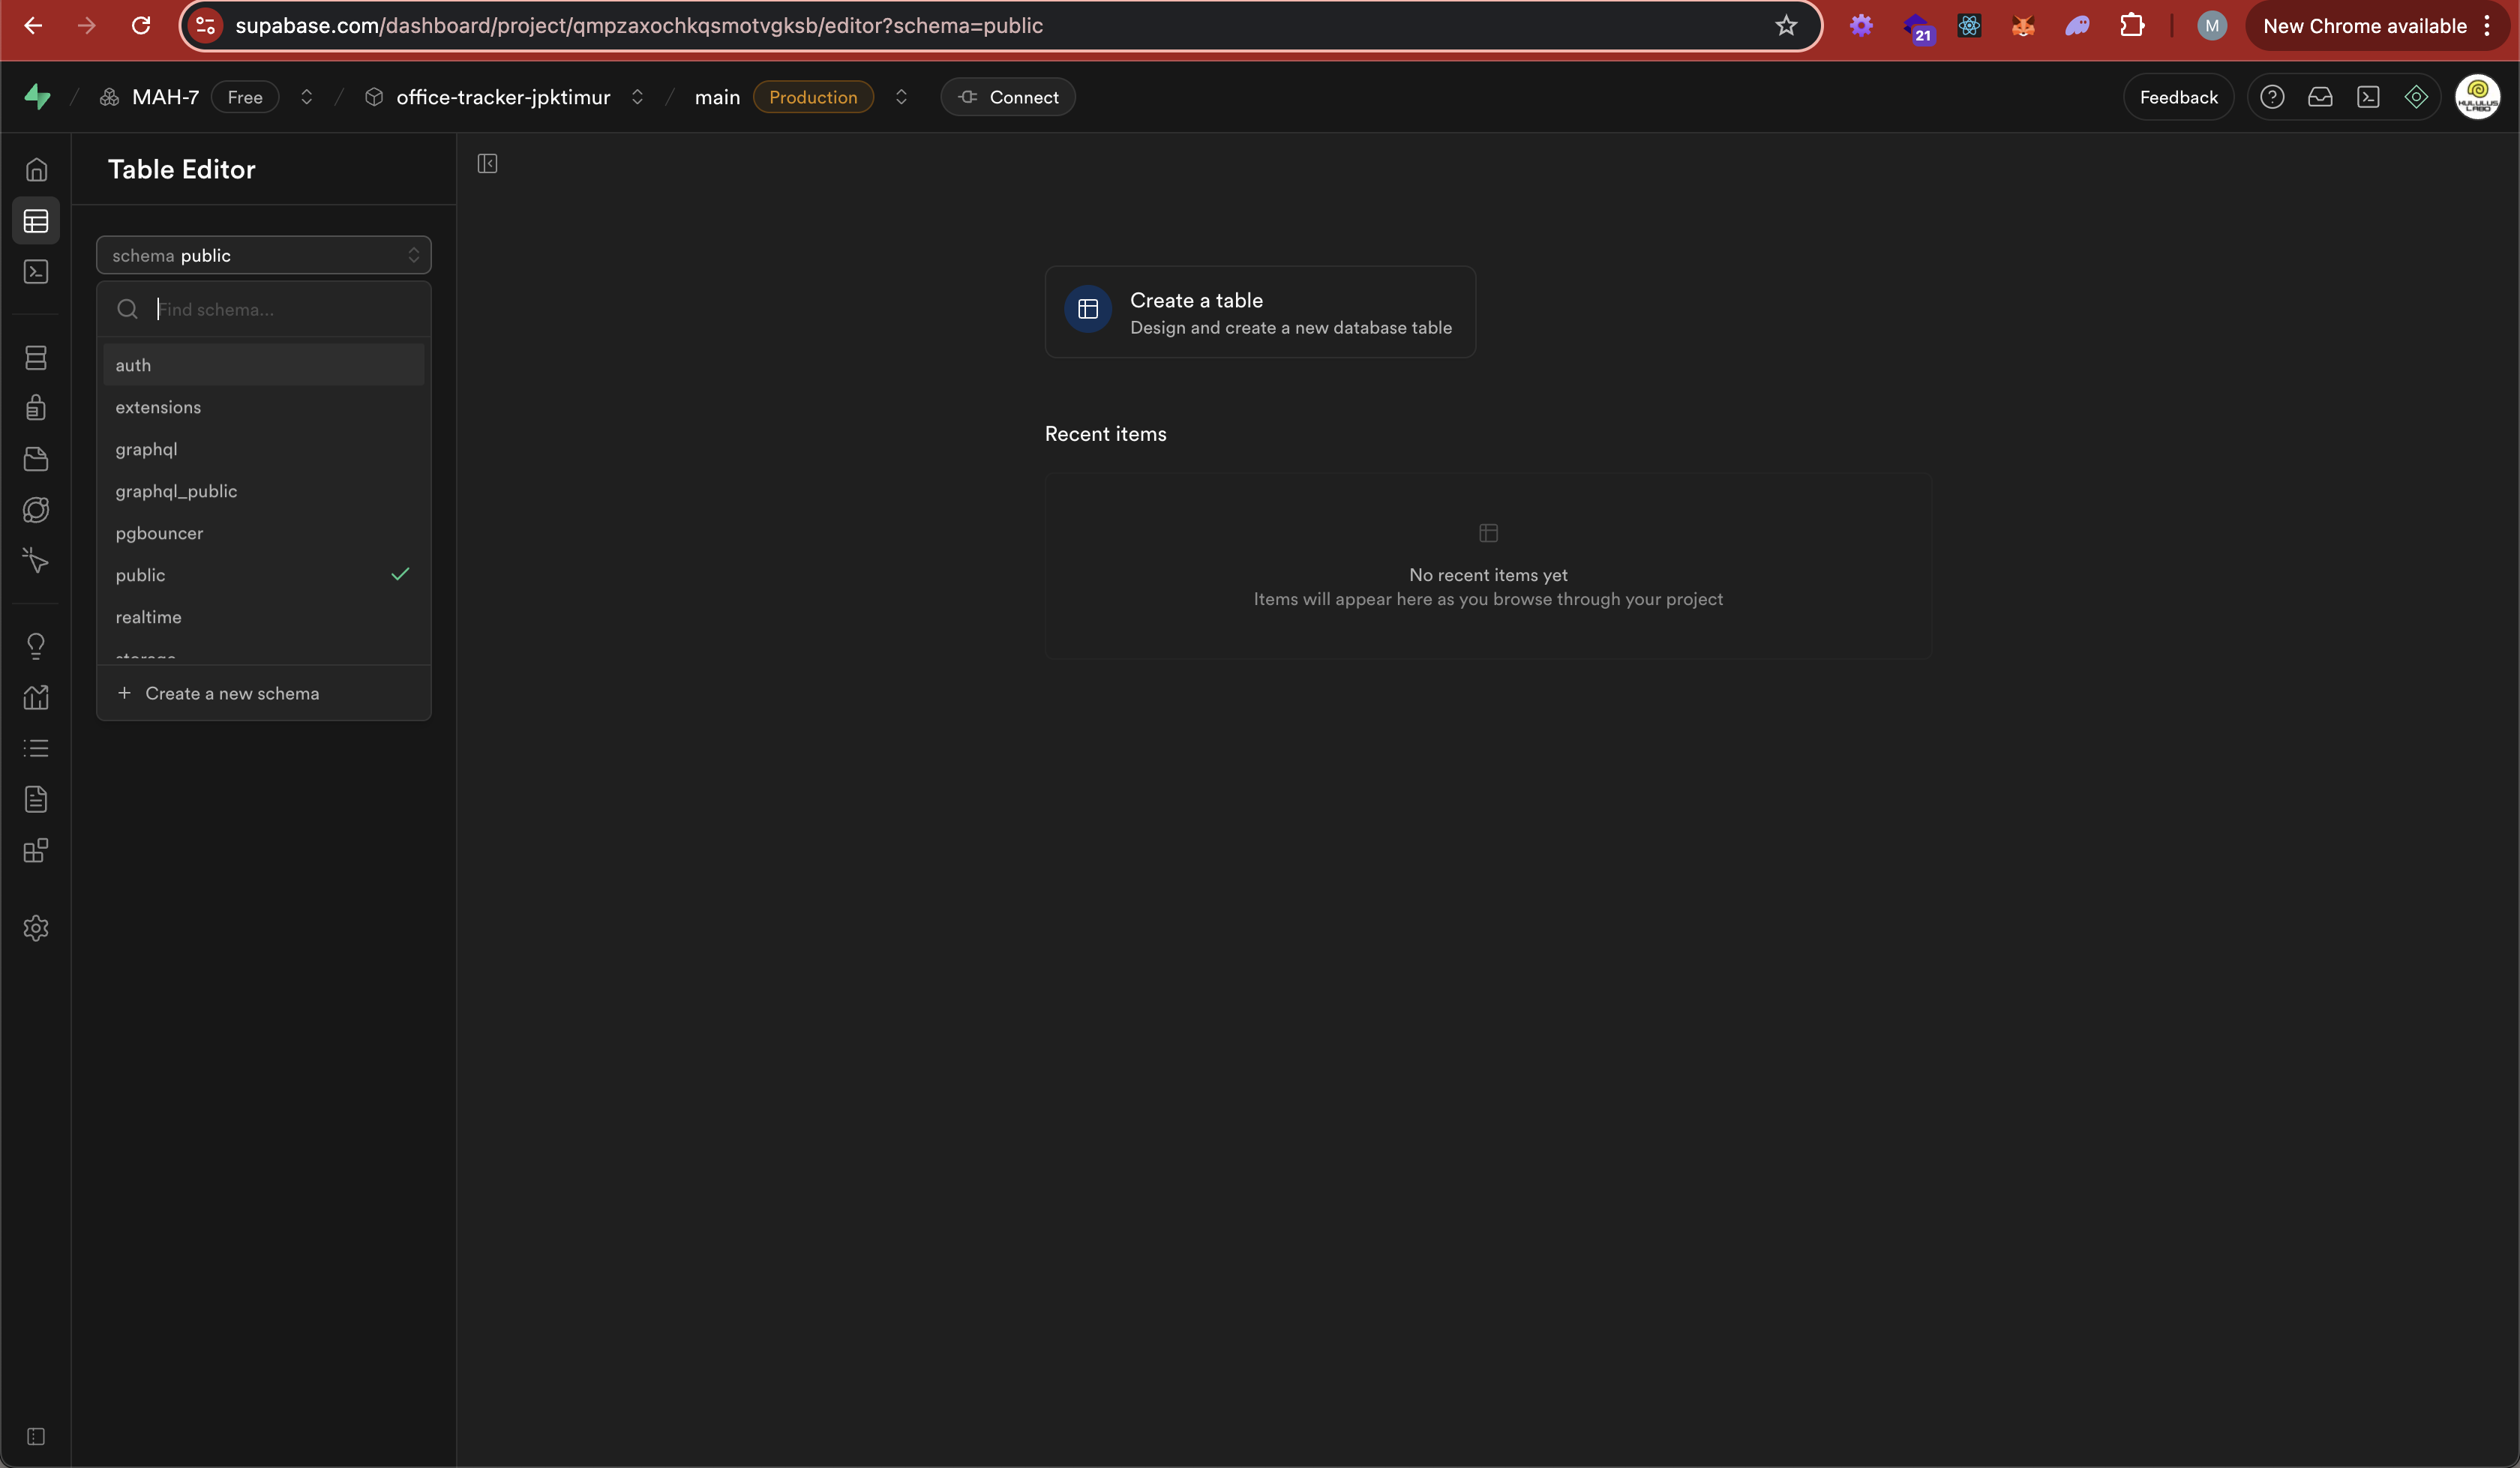 supabase.com/dashboard/project/qmpzaxochkqsmotvgksb/editor?schema=public
21
M
New Chrome available
MAH-7 Free
office-tracker-jpktimur
main Production
Connect
Feedback
HULULUS
LABO
Table Editor
schema public
Find schema...
auth
extensions
graphql
graphql_public
pgbouncer
public
realtime
storage
Create a new schema
Create a table
Design and create a new database table
Recent items
No recent items yet
Items will appear here as you browse through your project